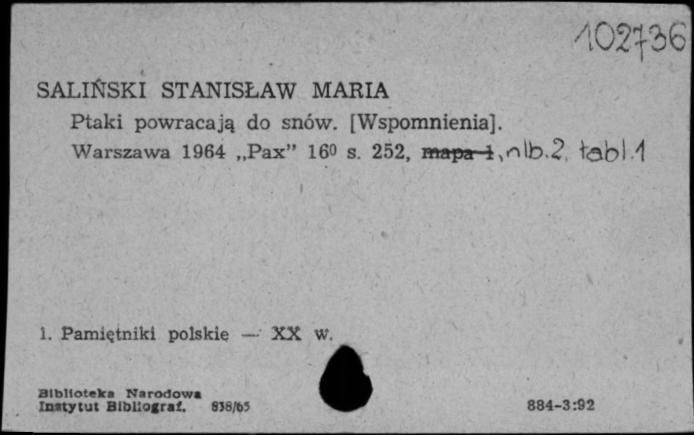 102736
SALIŃSKI STANISŁAW MARIA
Ptaki powracają do snów. [Wspomnienia].
Warszawa 1964 „Pax” 16⁰ s. 252, mapa 1, nlb. 2, tabl. 1
1. Pamiętniki polskie — XX w.
Biblioteka Narodowa
Instytut Bibliograf. 838/65
884-3:92